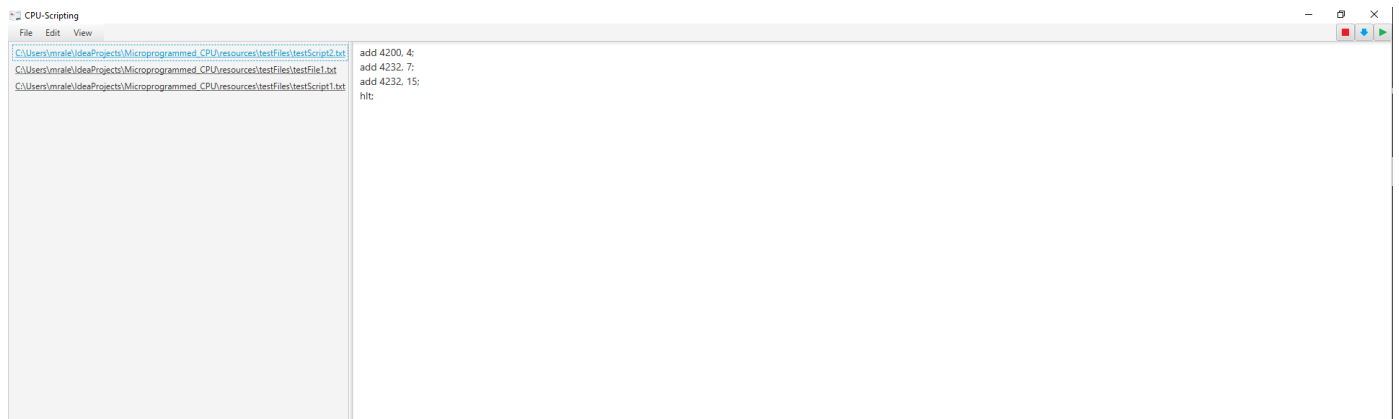 CPU-Scripting
File Edit View
C:\Users\mrale\IdeaProjects\Microprogrammed_CPU\resources\testFiles\testScript2.txt
C:\Users\mrale\IdeaProjects\Microprogrammed_CPU\resources\testFiles\testFile1.txt
C:\Users\mrale\IdeaProjects\Microprogrammed_CPU\resources\testFiles\testScript1.txt
add 4200, 4;
add 4232, 7;
add 4232, 15;
hlt;